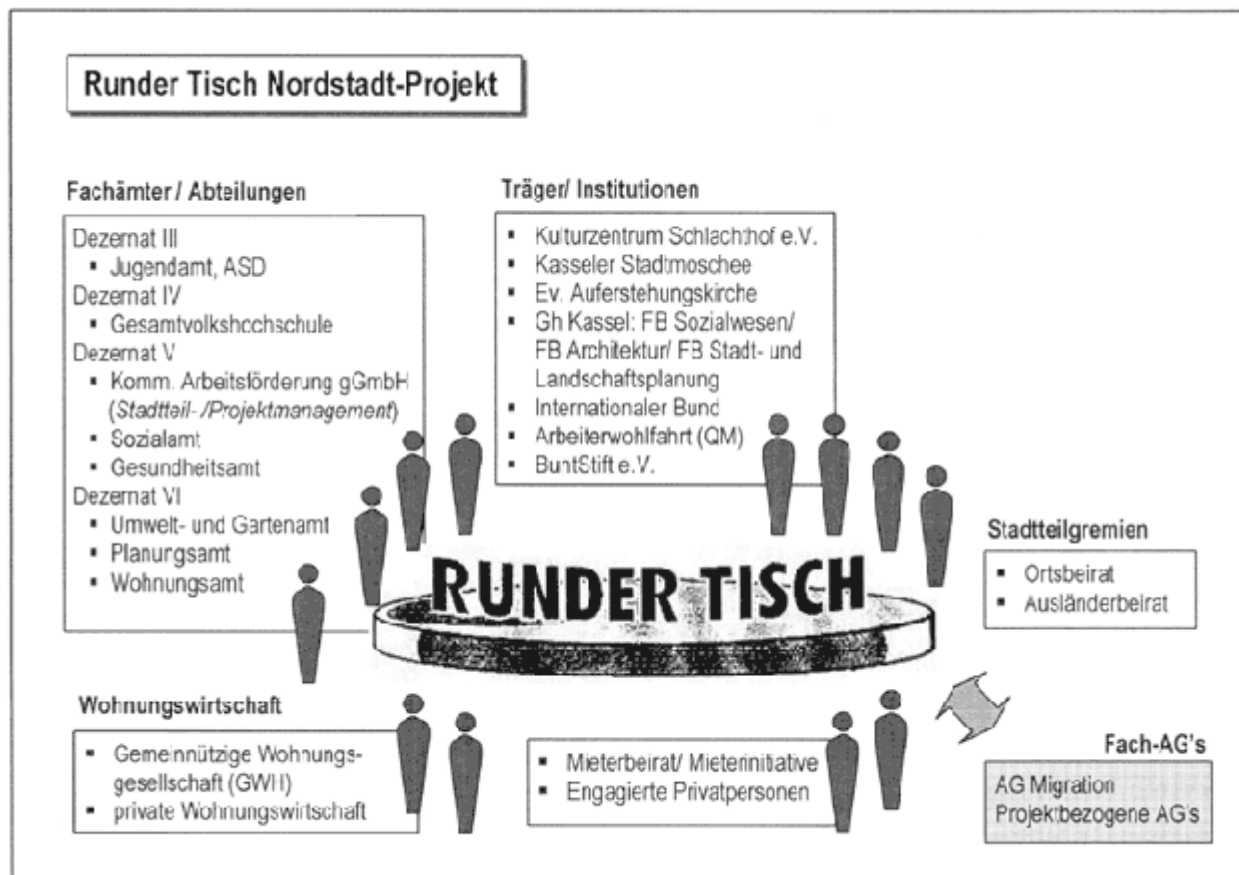 Runder Tisch Nordstadt-Projekt
Fachämter / Abteilungen
Dezernat III
▪ Jugendamt, ASD
Dezernat IV
▪ Gesamtvolkshochschule
Dezernat V
▪ Komm. Arbeitsförderung gGmbH
(Stadtteil- /Projektmanagement)
▪ Sozialamt
▪ Gesundheitsamt
Dezernat VI
▪ Umwelt- und Gartenamt
▪ Planungsamt
▪ Wohnungsamt
Träger/ Institutionen
▪ Kulturzentrum Schlachthof e.V.
▪ Kasseler Stadtmoschee
▪ Ev. Auferstehungskirche
▪ Gh Kassel: FB Sozialwesen/
FB Architektur/ FB Stadt- und
Landschaftsplanung
▪ Internationaler Bund
▪ Arbeiterwohlfahrt (QM)
▪ BuntStift e.V.
Stadtteilgremien
▪ Ortsbeirat
▪ Ausländerbeirat
RUNDER TISCH
Wohnungswirtschaft
▪ Gemeinnützige Wohnungs-
gesellschaft (GWH)
▪ private Wohnungswirtschaft
▪ Mieterbeirat/ Mieterinitiative
▪ Engagierte Privatpersonen
Fach-AG's
AG Migration
Projektbezogene AG's